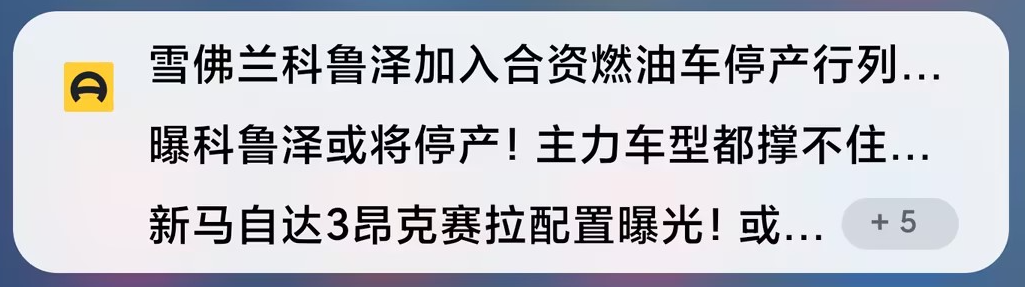 雪佛兰科鲁泽加入合资燃油车停产行列...
曝科鲁泽或将停产! 主力车型都撑不住...
新马自达3昂克赛拉配置曝光! 或... + 5